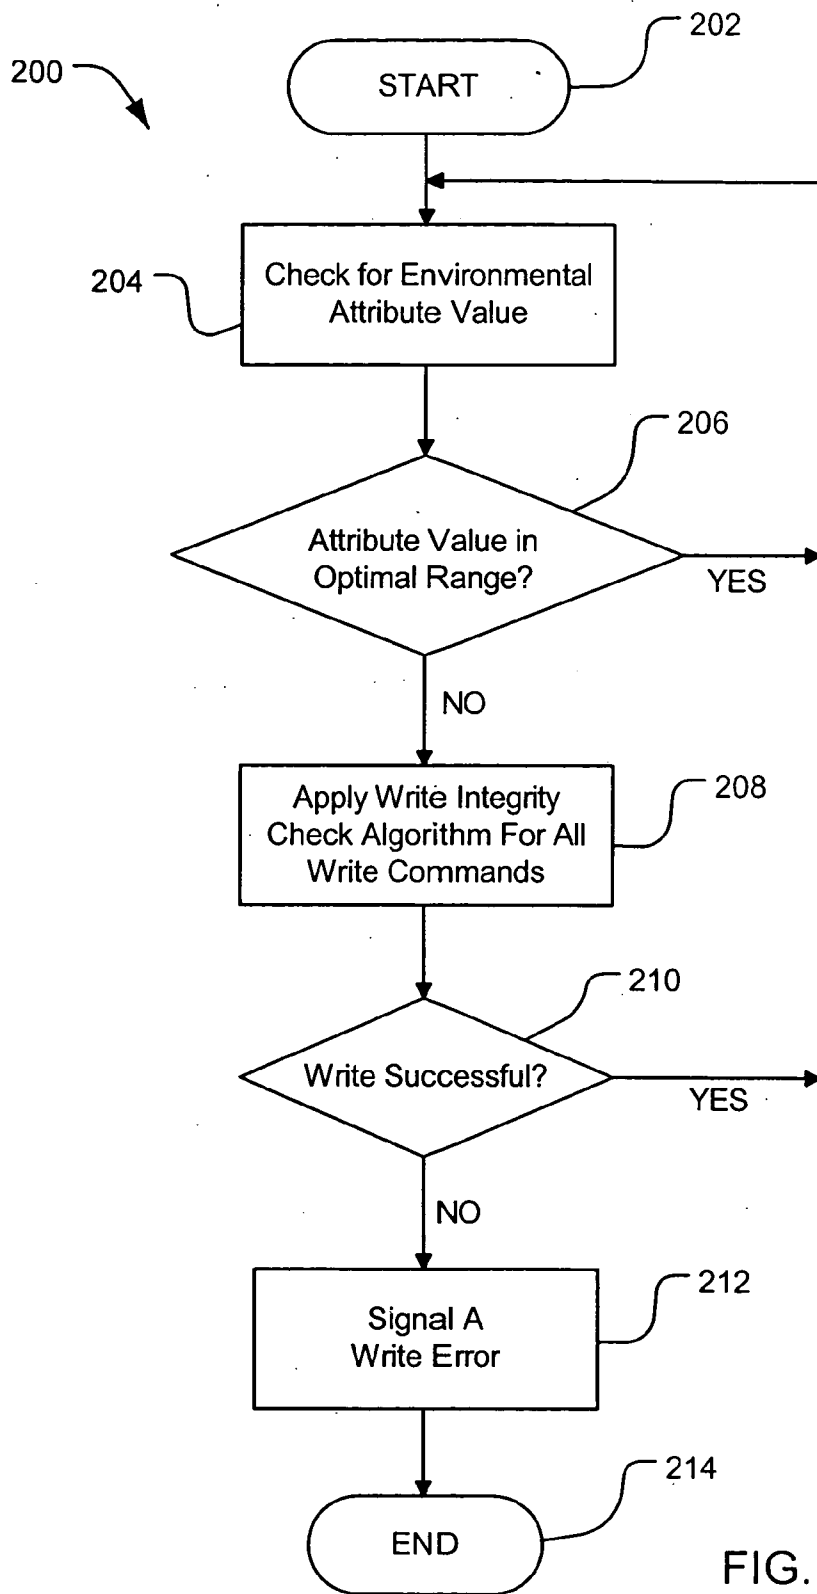 202
200
START
204
Check for Environmental
Attribute Value
206
Attribute Value in
Optimal Range?
YES
NO
208
Apply Write Integrity
Check Algorithm For All
Write Commands
210
Write Successful?
YES
NO
212
Signal A
Write Error
214
END
FIG.